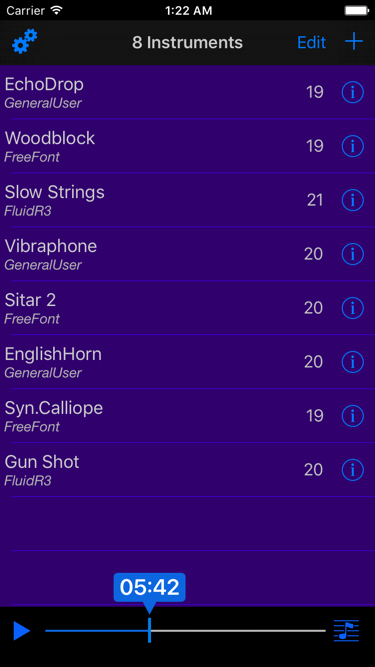 Carrier 1:22 AM
8 Instruments Edit +
EchoDrop 19
GeneralUser
Woodblock 19
FreeFont
Slow Strings 21
FluidR3
Vibraphone 20
GeneralUser
Sitar 2 20
FreeFont
EnglishHorn 20
GeneralUser
Syn.Calliope 19
FreeFont
Gun Shot 20
FluidR3
05:42